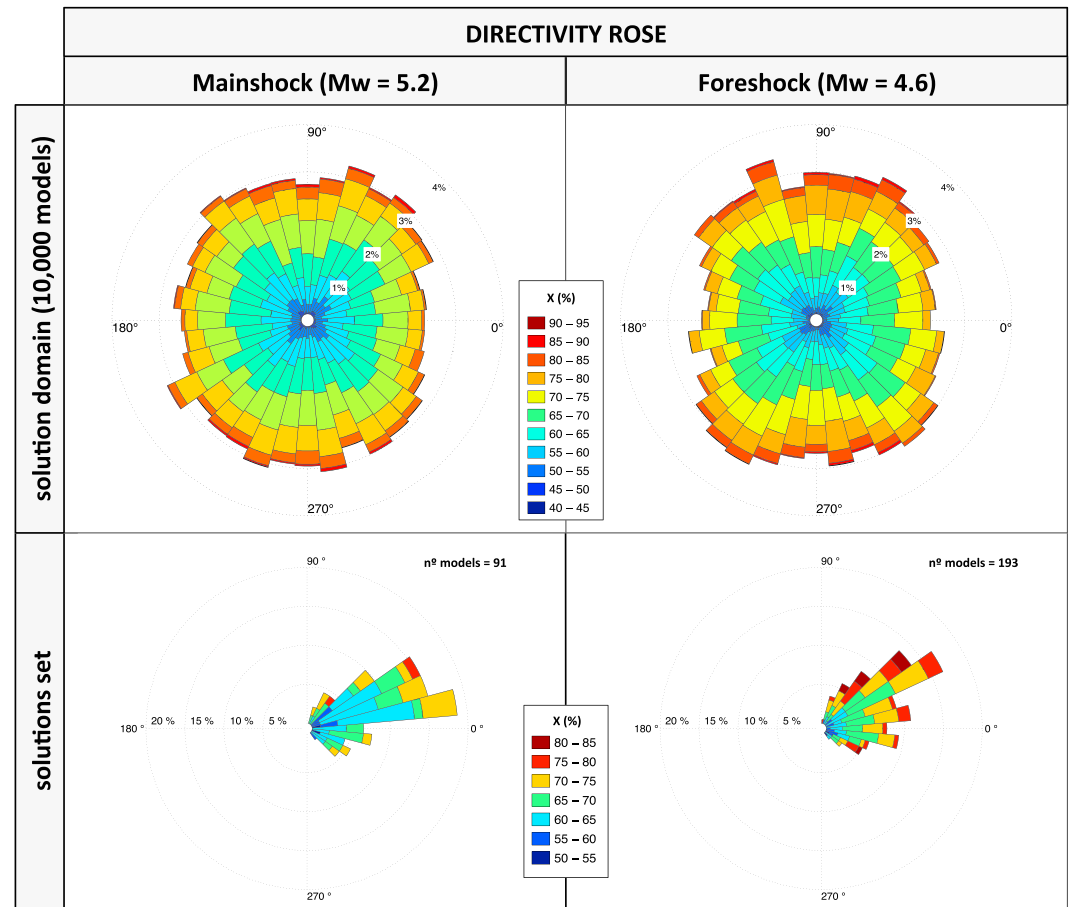 DIRECTIVITY ROSE
Mainshock (Mw = 5.2)
Foreshock (Mw = 4.6)
solution domain (10,000 models)
90°
4%
3%
2%
1%
180°
0°
270°
90°
4%
3%
2%
1%
180°
0°
270°
X (%)
90 – 95
85 – 90
80 – 85
75 – 80
70 – 75
65 – 70
60 – 65
55 – 60
50 – 55
45 – 50
40 – 45
solutions set
90 °
nº models = 91
180 °
20 %
15 %
10 %
5 %
0 °
270 °
90 °
nº models = 193
180 °
20 %
15 %
10 %
5 %
0 °
270 °
X (%)
80 – 85
75 – 80
70 – 75
65 – 70
60 – 65
55 – 60
50 – 55